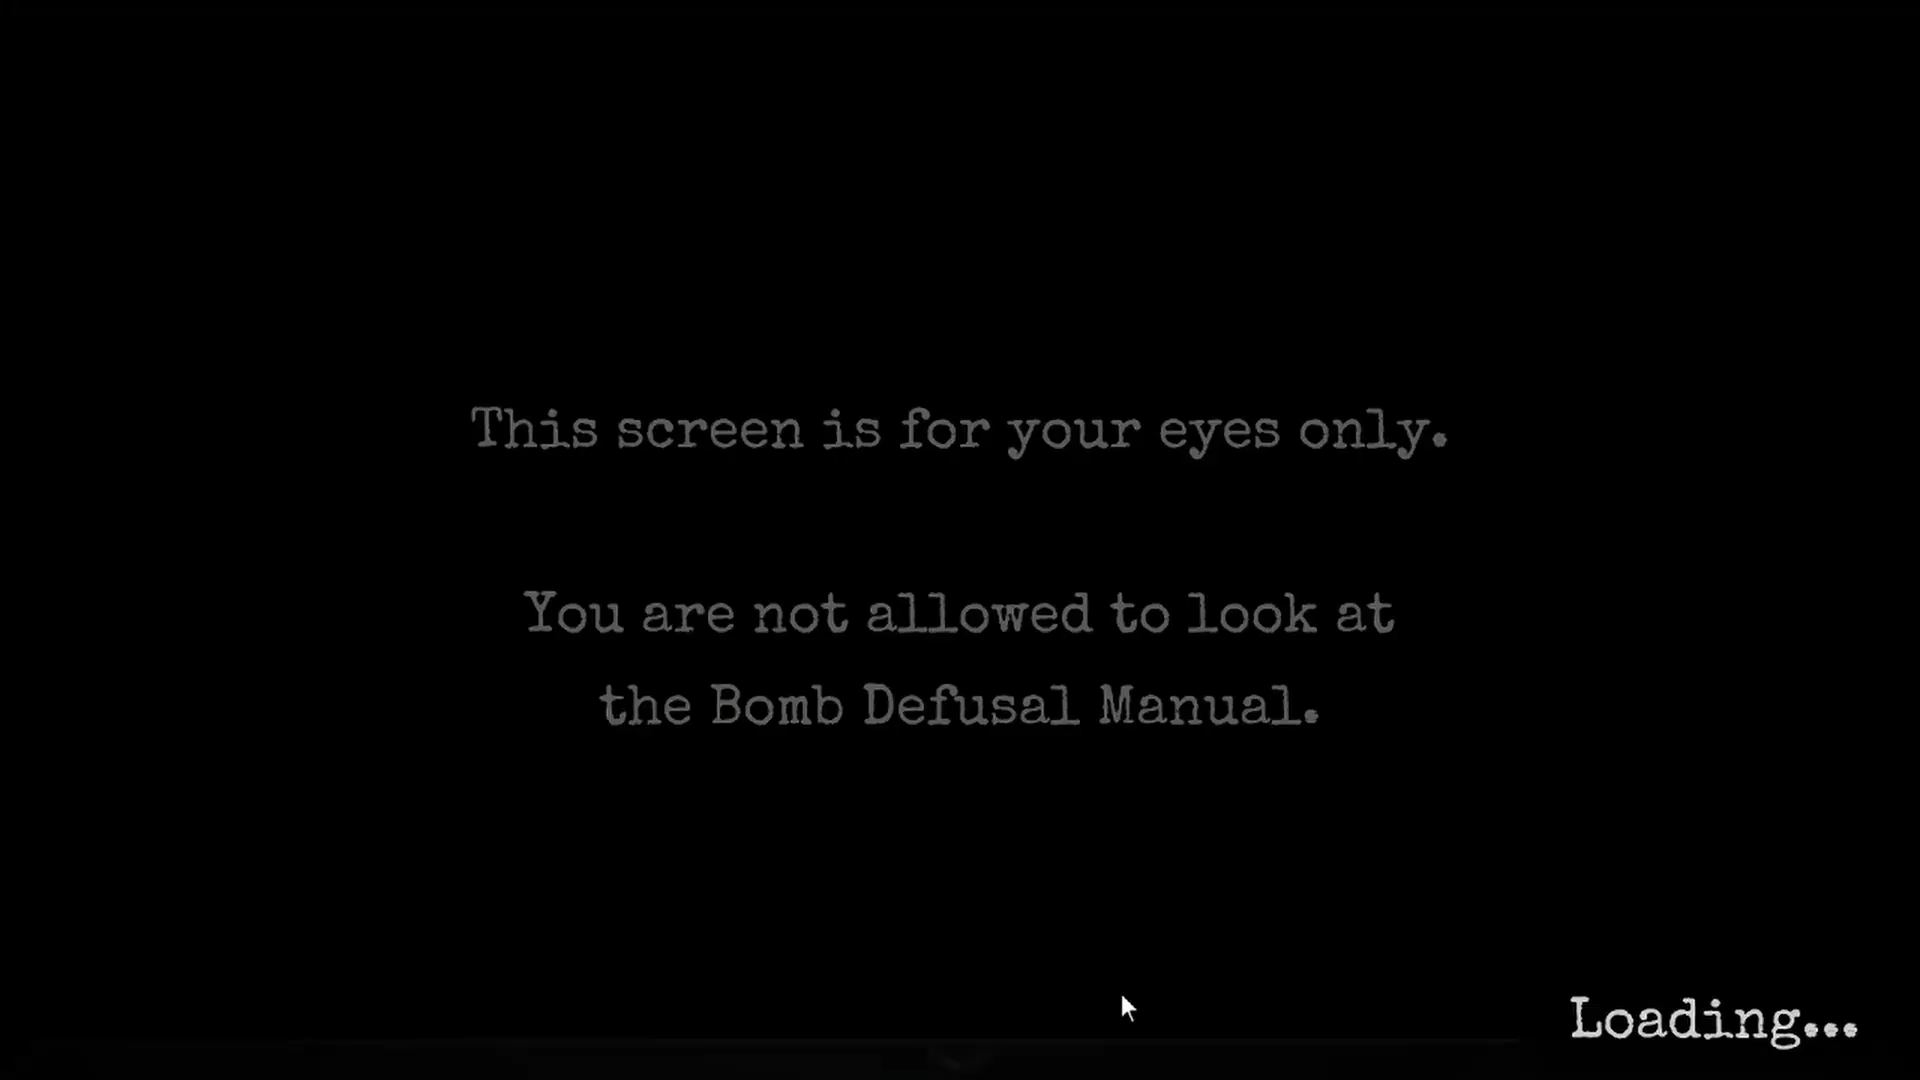 This screen is for your eyes only.
You are not allowed to look at
the Bomb Defusal Manual.
Loading...